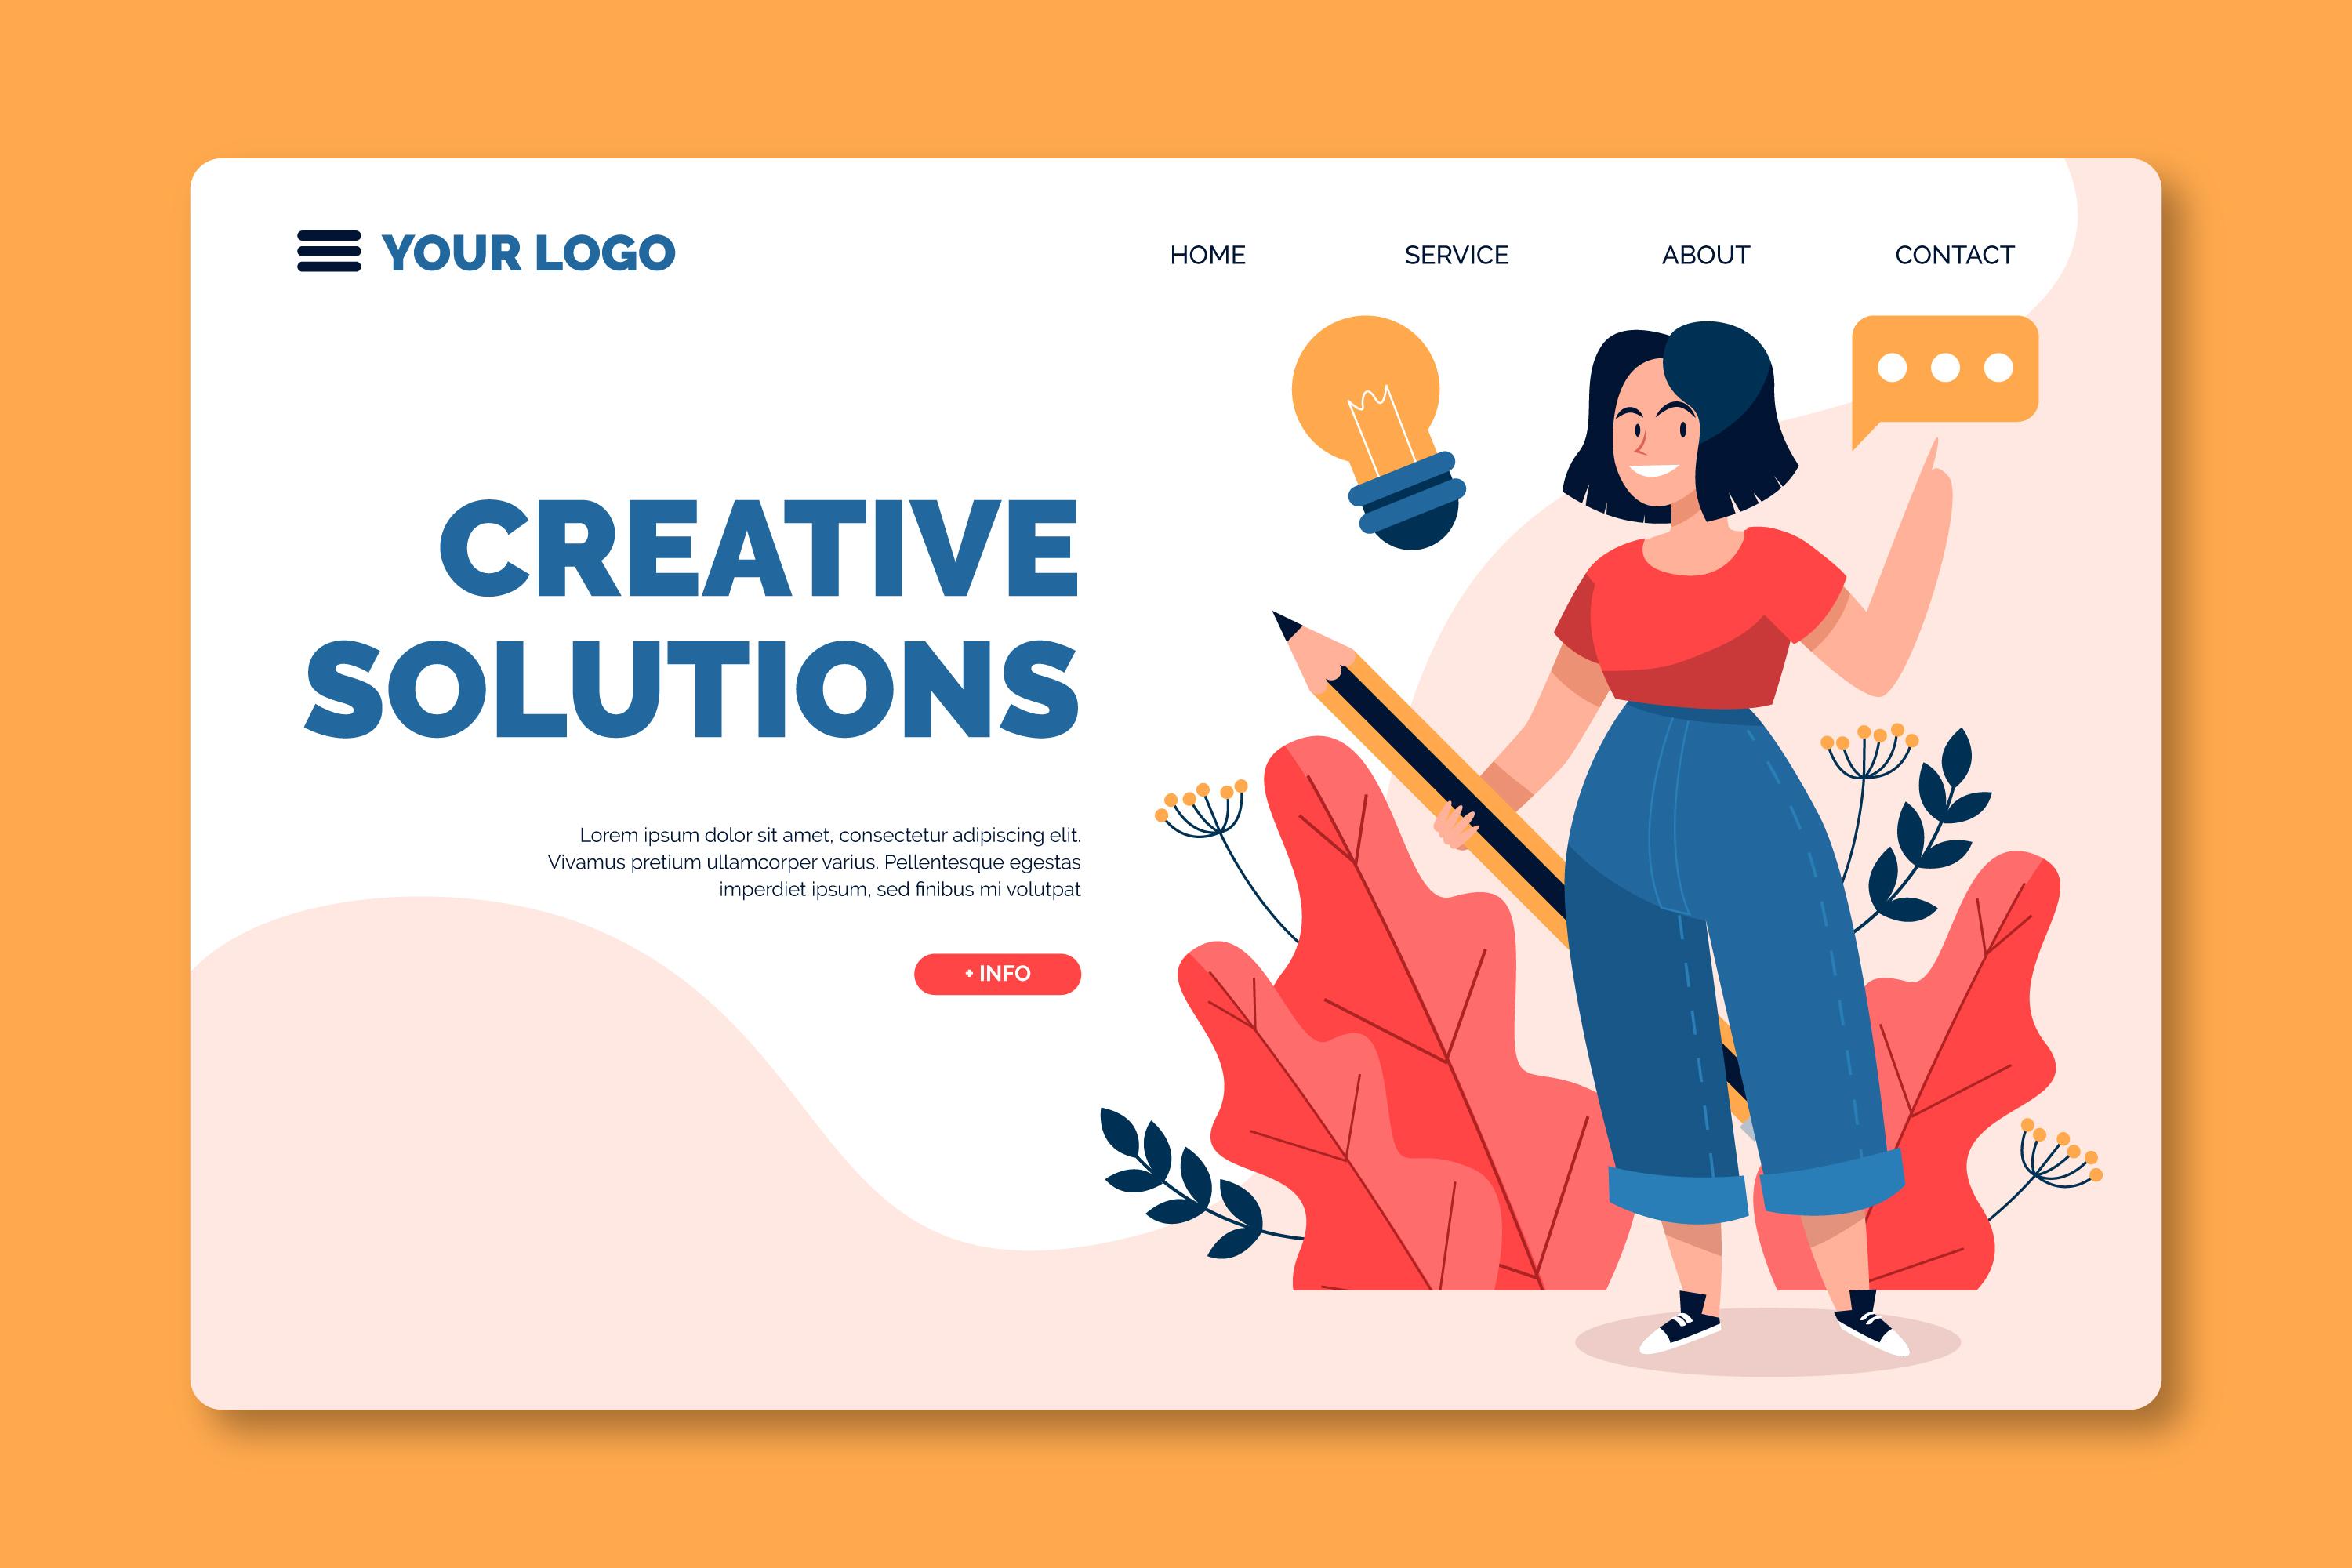 YOUR LOGO
HOME SERVICE ABOUT CONTACT
CREATIVE
SOLUTIONS
Lorem ipsum dolor sit amet, consectetur adipiscing elit.
Vivamus pretium ullamcorper varius. Pellentesque egestas
imperdiet ipsum, sed finibus mi volutpat
+ INFO